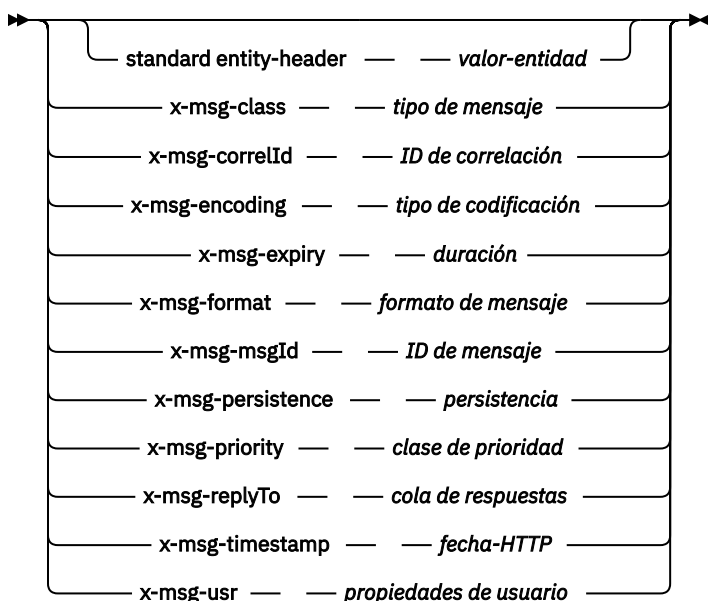 standard entity-header valor-entidad
x-msg-class tipo de mensaje
x-msg-correlId ID de correlación
x-msg-encoding tipo de codificación
x-msg-expiry duración
x-msg-format formato de mensaje
x-msg-msgId ID de mensaje
x-msg-persistence persistencia
x-msg-priority clase de prioridad
x-msg-replyTo cola de respuestas
x-msg-timestamp fecha-HTTP
x-msg-usr propiedades de usuario